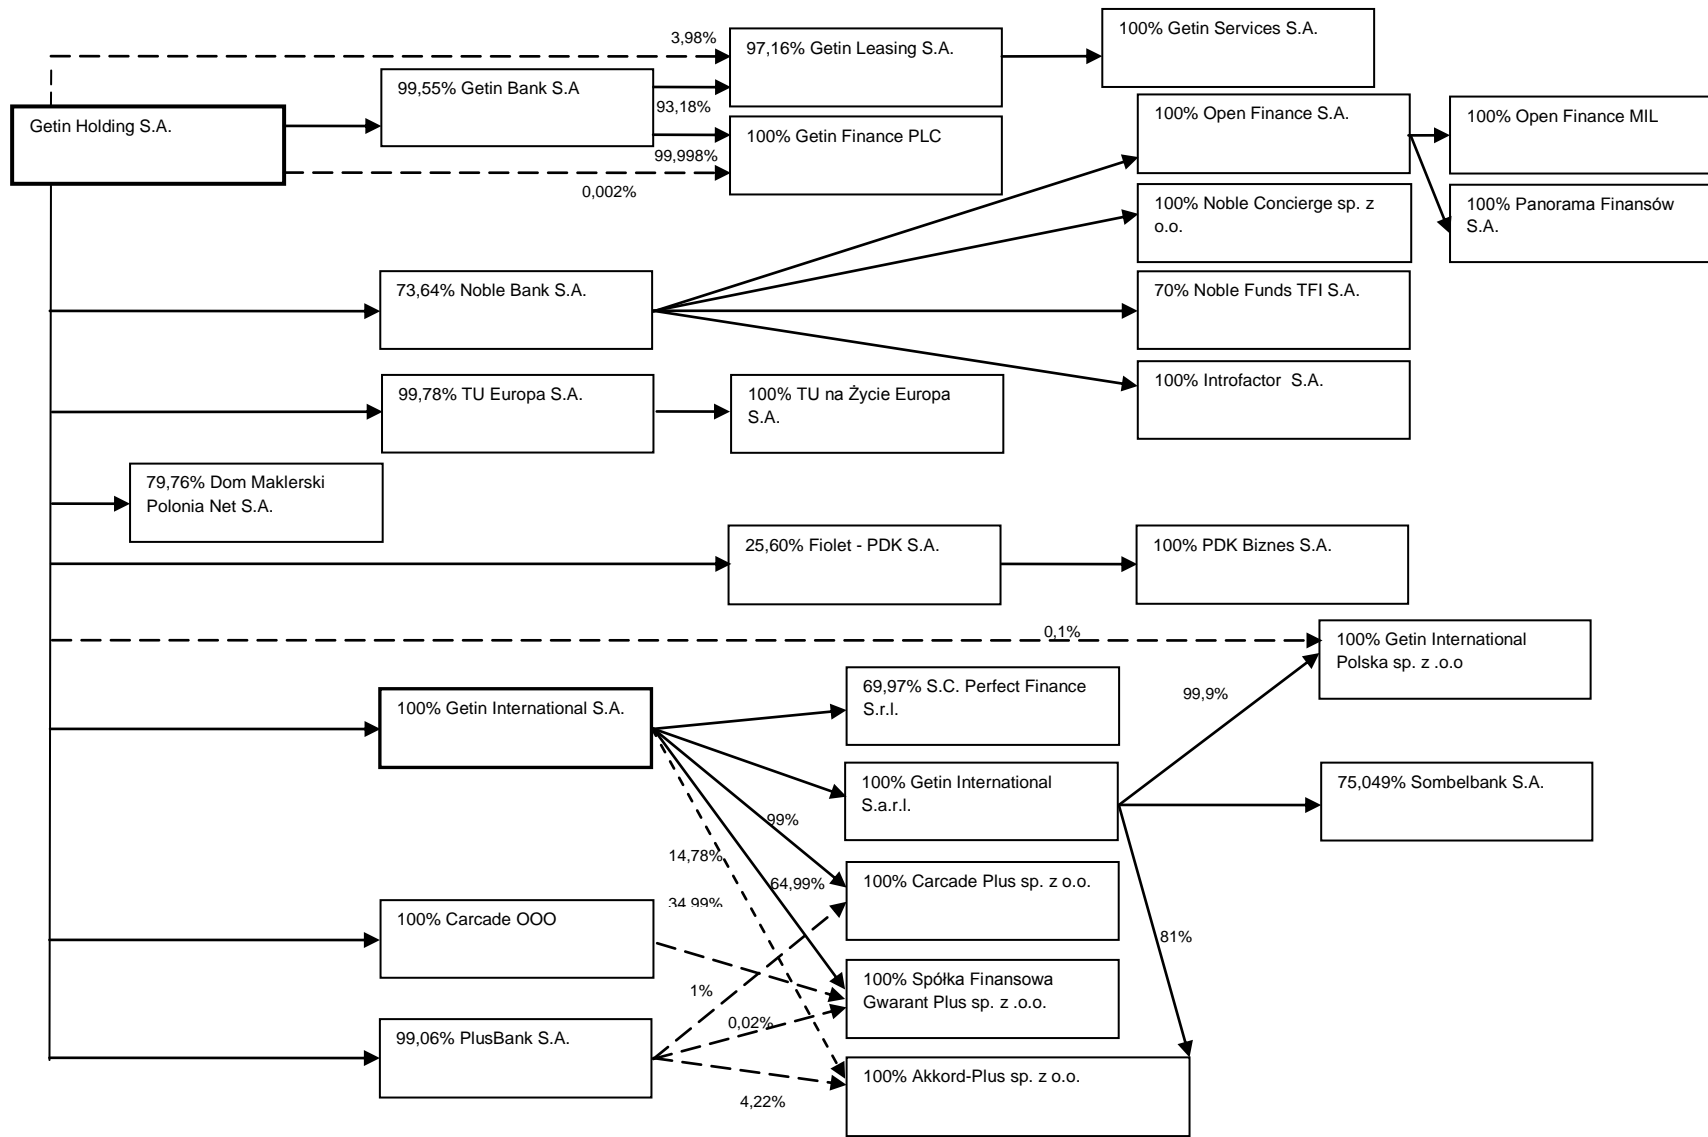 3,98%
97,16% Getin Leasing S.A.
100% Getin Services S.A.
99,55% Getin Bank S.A
93,18%
Getin Holding S.A.
100% Getin Finance PLC
99,998%
0,002%
100% Open Finance S.A.
100% Open Finance MIL
100% Noble Concierge sp. z
o.o.
100% Panorama Finansów
S.A.
73,64% Noble Bank S.A.
70% Noble Funds TFI S.A.
100% Introfactor  S.A.
99,78% TU Europa S.A.
100% TU na Życie Europa
S.A.
79,76% Dom Maklerski
Polonia Net S.A.
25,60% Fiolet - PDK S.A.
100% PDK Biznes S.A.
0,1%
100% Getin International
Polska sp. z .o.o
69,97% S.C. Perfect Finance
S.r.l.
99,9%
100% Getin International S.A.
100% Getin International
S.a.r.l.
75,049% Sombelbank S.A.
99%
14,78%
64,99%
34,99%
100% Carcade Plus sp. z o.o.
100% Carcade OOO
81%
100% Spółka Finansowa
Gwarant Plus sp. z .o.o.
1%
0,02%
99,06% PlusBank S.A.
100% Akkord-Plus sp. z o.o.
4,22%